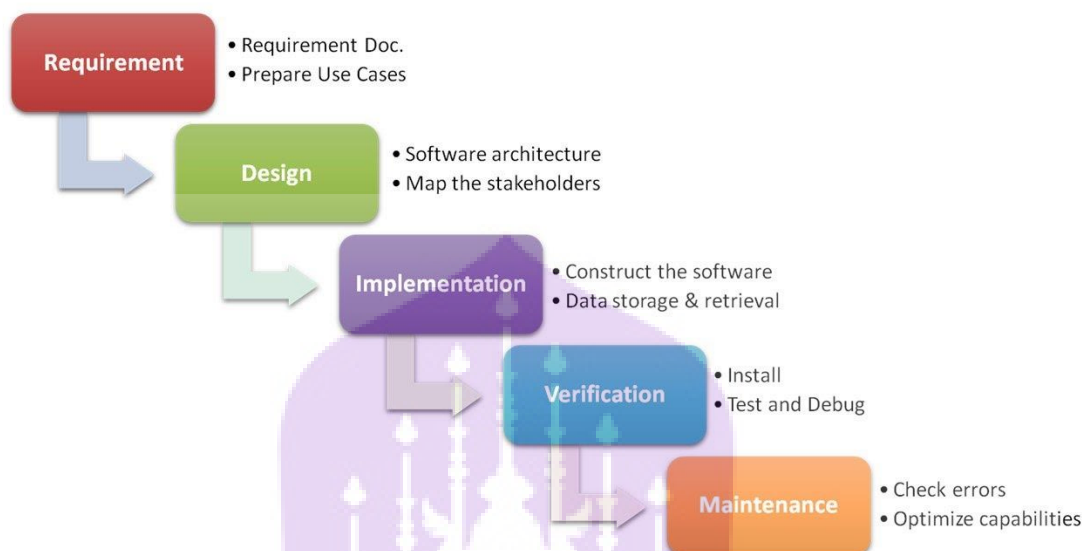 Requirement
• Requirement Doc.
• Prepare Use Cases
Design
• Software architecture
• Map the stakeholders
Implementation
• Construct the software
• Data storage & retrieval
Verification
• Install
• Test and Debug
Maintenance
• Check errors
• Optimize capabilities